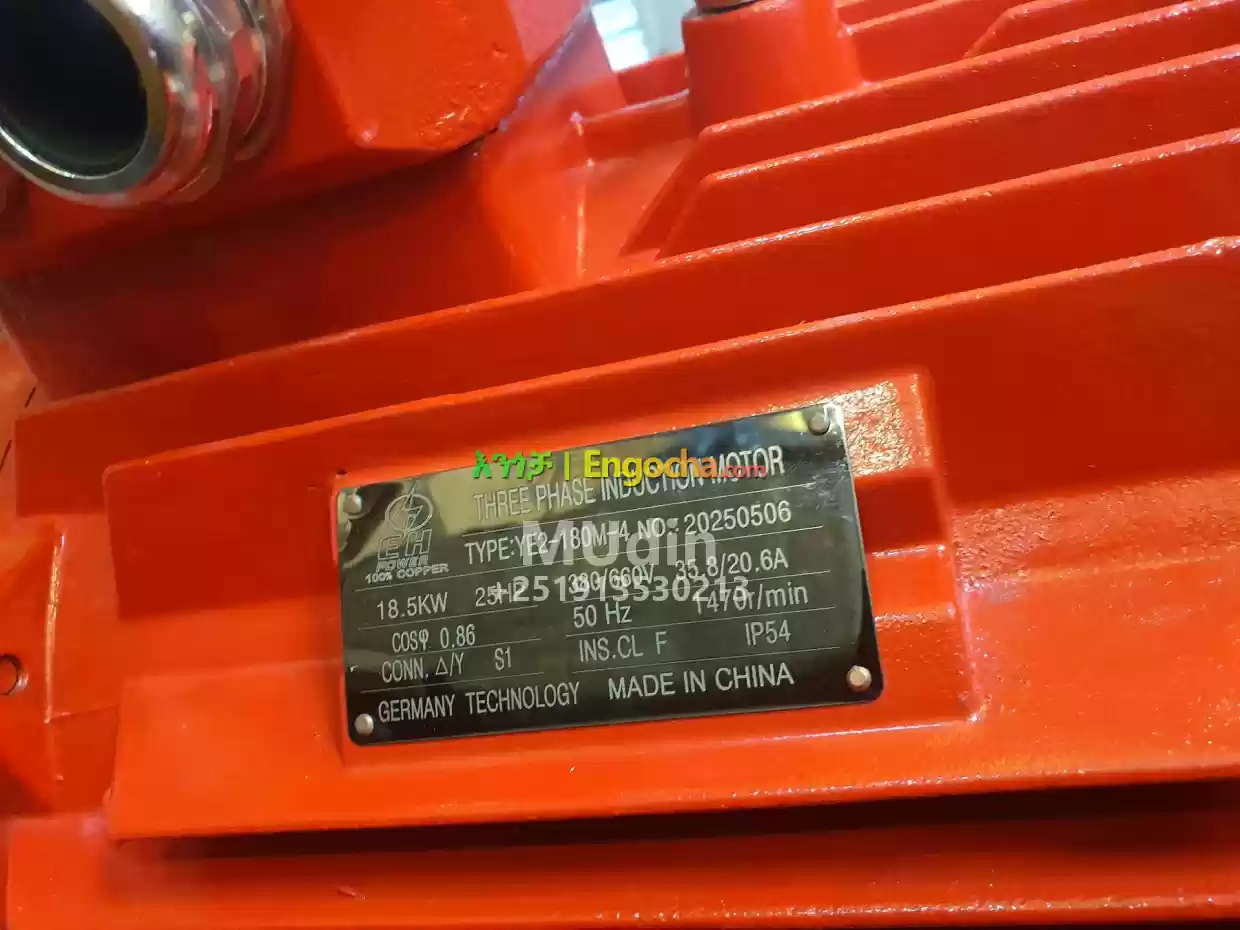 እንጎቻ | Engocha.com
THREE PHASE INDUCTION MOTOR
EH
POWER
100% COPPER
TYPE:YE2-180M-4 NO.: 20250506
MUdin
18.5KW 25HP 380/660V 35.8/20.6A
+251913530213
COSφ 0.86 50 Hz 1470r/min
CONN. Δ/Y S1 INS.CL F IP54
GERMANY TECHNOLOGY MADE IN CHINA